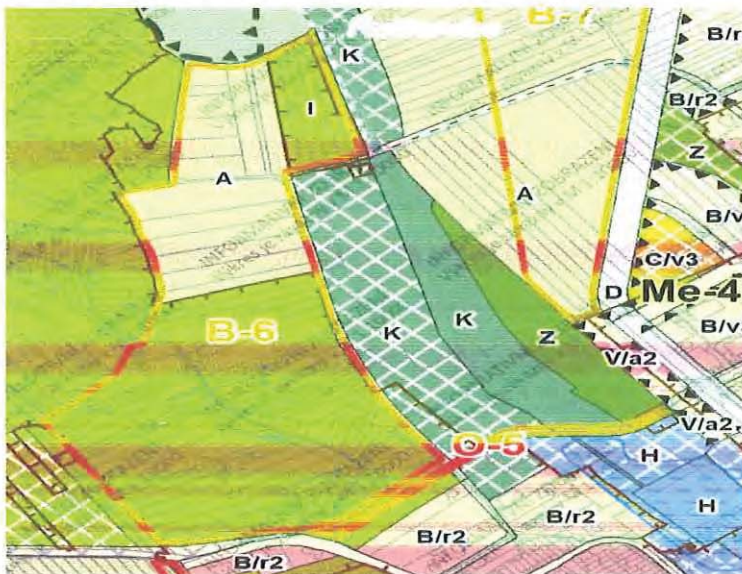 B-7
B/r
K
B/r2
I
Z
A
A
B/v
C/v3
D
Me-4
B/v
B-6
K
K
Z
V/a2
V/a2,
O-5
H
H
B/r2
B/r2
B/r2